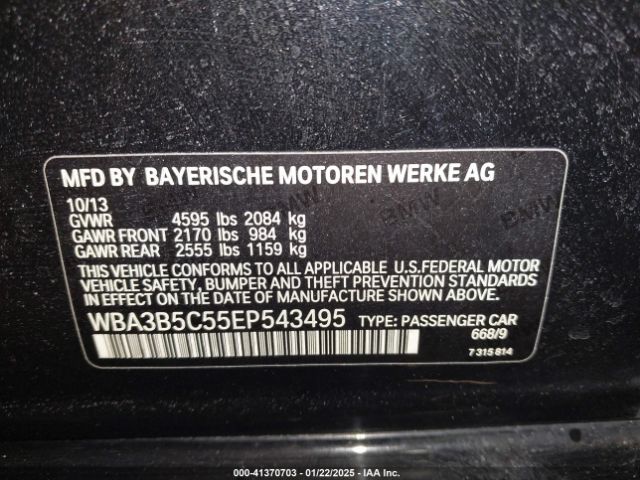 MFD BY BAYERISCHE MOTOREN WERKE AG
10/13
GVWR 4595 lbs 2084 kg
GAWR FRONT 2170 lbs 984 kg
GAWR REAR 2555 lbs 1159 kg
THIS VEHICLE CONFORMS TO ALL APPLICABLE U.S.FEDERAL MOTOR
VEHICLE SAFETY, BUMPER AND THEFT PREVENTION STANDARDS
IN EFFECT ON THE DATE OF MANUFACTURE SHOWN ABOVE.
WBA3B5C55EP543495 TYPE: PASSENGER CAR
668/9
7 315 814
000-41370703 - 01/22/2025 - IAA Inc.